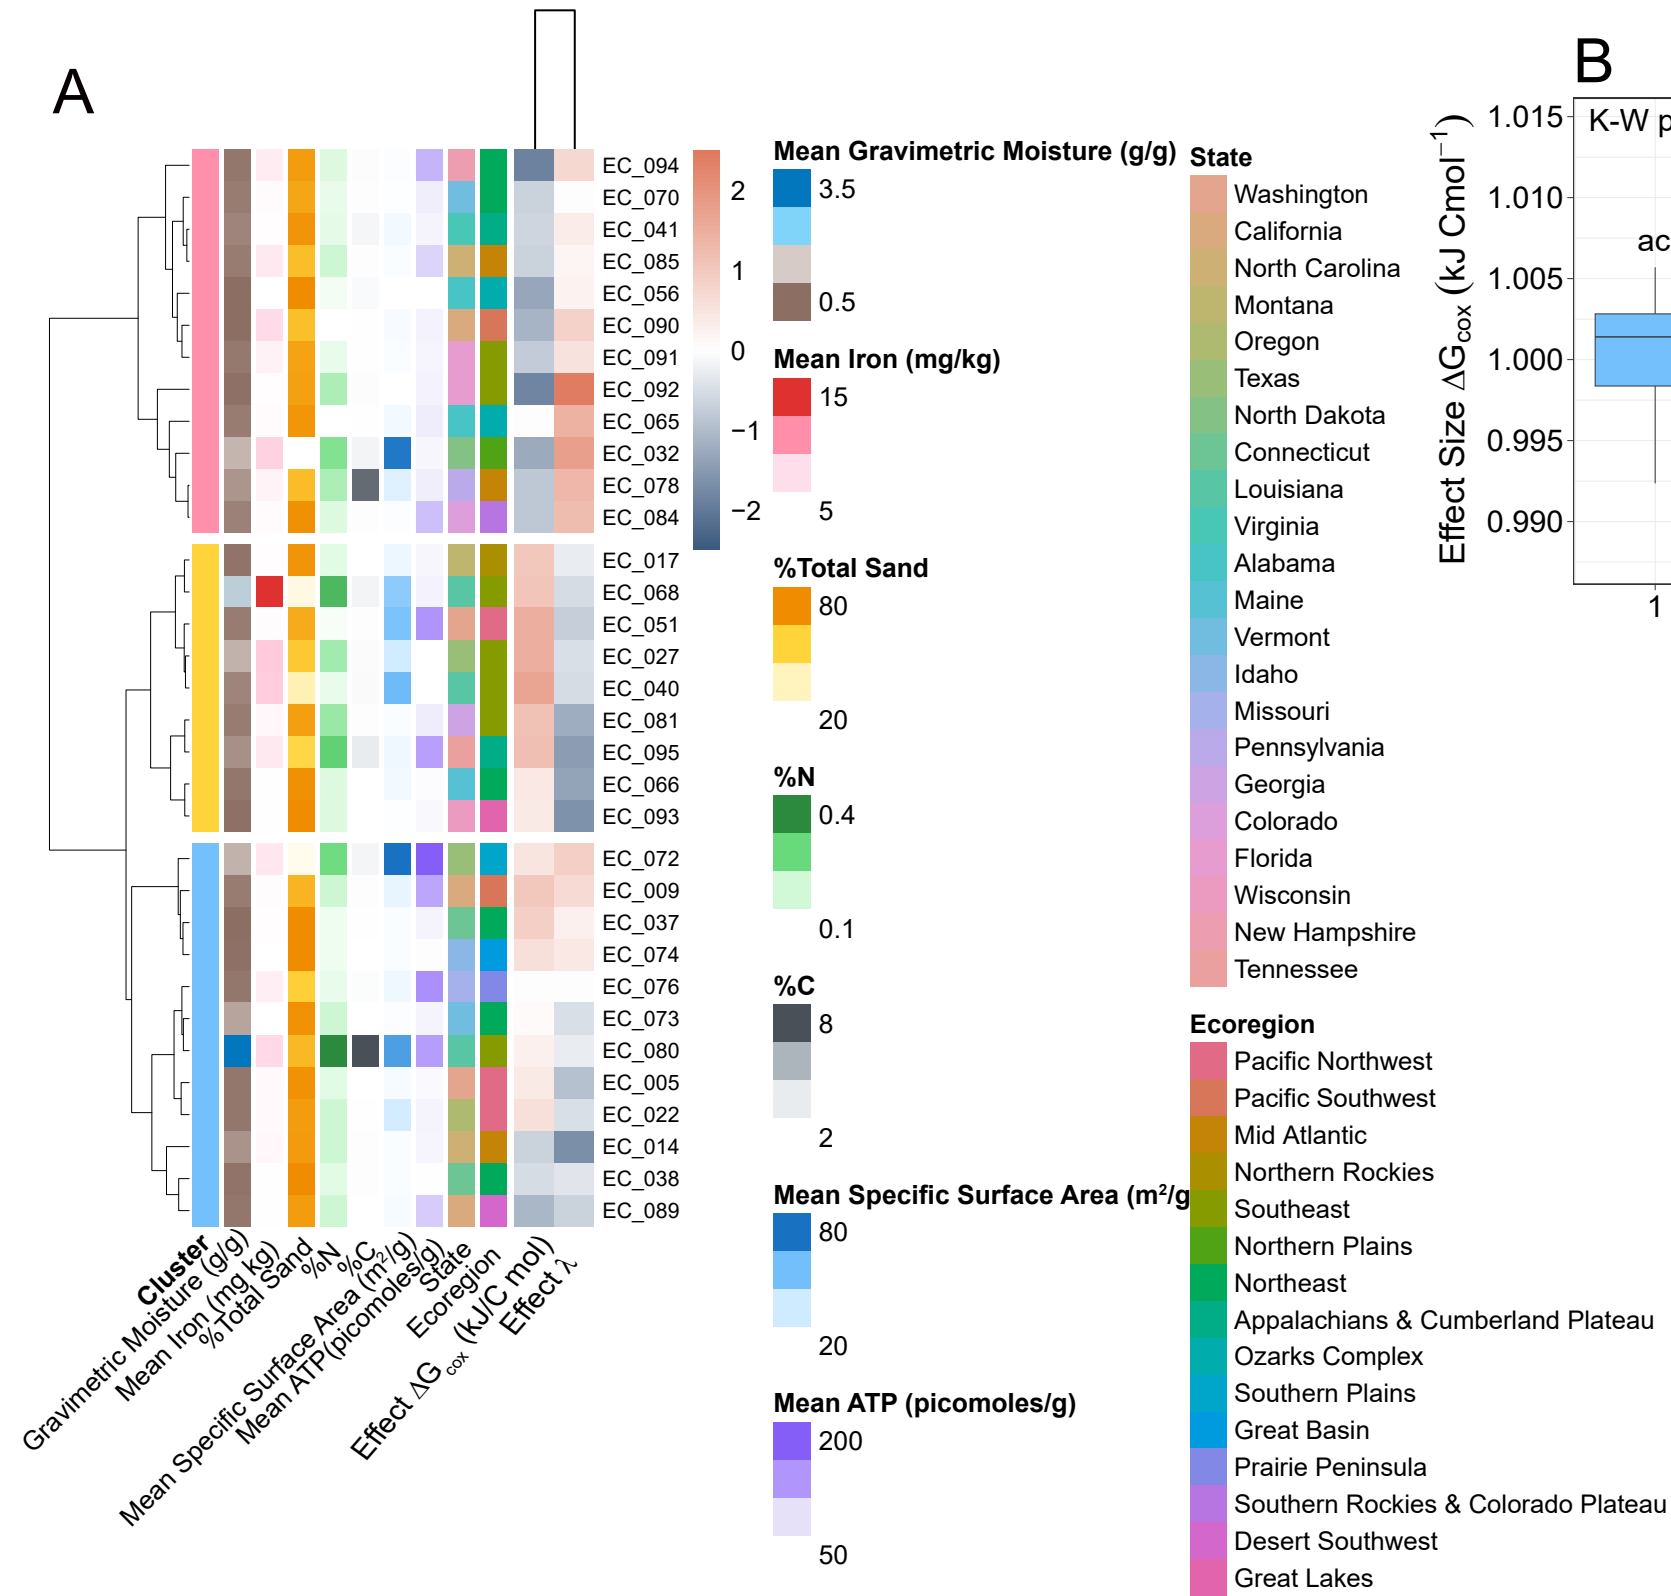 A
EC_094
EC_070
EC_041
EC_085
EC_056
EC_090
EC_091
EC_092
EC_065
EC_032
EC_078
EC_084
EC_017
EC_068
EC_051
EC_027
EC_040
EC_081
EC_095
EC_066
EC_093
EC_072
EC_009
EC_037
EC_074
EC_076
EC_073
EC_080
EC_005
EC_022
EC_014
EC_038
EC_089
Cluster
Gravimetric Moisture (g/g)
Mean Iron (mg kg)
%Total Sand
%N
%C
Mean Specific Surface Area (m²/g)
Mean ATP(picomoles/g)
State
Ecoregion
Effect ΔG cox (kJ/C mol)
Effect λ
2
1
0
−1
−2
Mean Gravimetric Moisture (g/g)
3.5
0.5
Mean Iron (mg/kg)
15
5
%Total Sand
80
20
%N
0.4
0.1
%C
8
2
Mean Specific Surface Area (m²/g
80
20
Mean ATP (picomoles/g)
200
50
State
Washington
California
North Carolina
Montana
Oregon
Texas
North Dakota
Connecticut
Louisiana
Virginia
Alabama
Maine
Vermont
Idaho
Missouri
Pennsylvania
Georgia
Colorado
Florida
Wisconsin
New Hampshire
Tennessee
Ecoregion
Pacific Northwest
Pacific Southwest
Mid Atlantic
Northern Rockies
Southeast
Northern Plains
Northeast
Appalachians & Cumberland Plateau
Ozarks Complex
Southern Plains
Great Basin
Prairie Peninsula
Southern Rockies & Colorado Plateau
Desert Southwest
Great Lakes
B
Effect Size ΔGcox (kJ Cmol⁻¹)
1.015
1.010
1.005
1.000
0.995
0.990
K-W p
ac
1